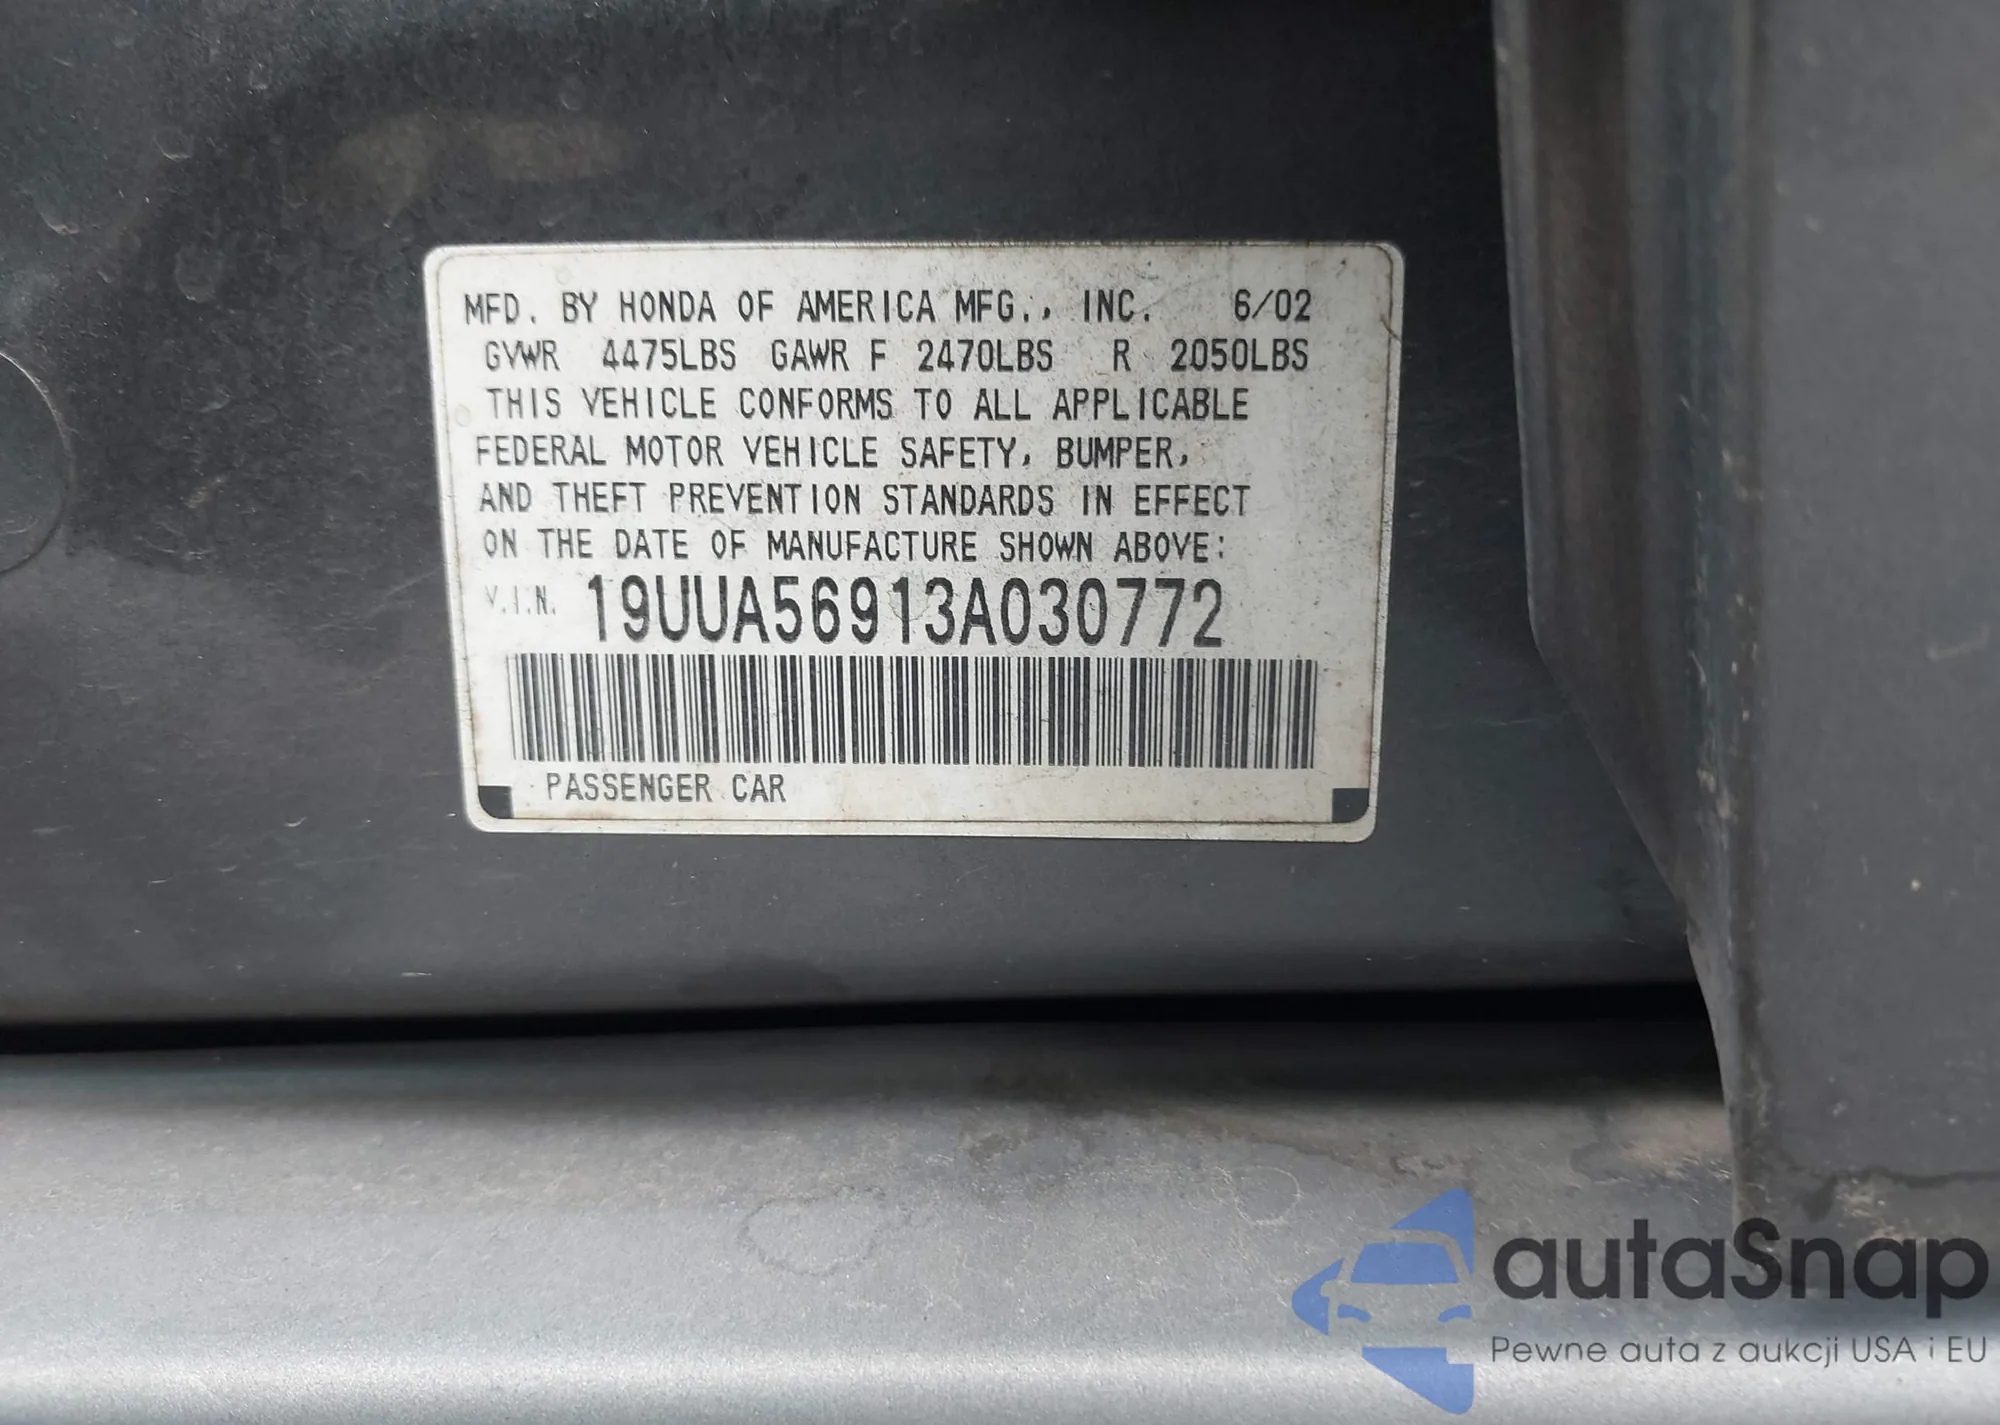 MFD. BY HONDA OF AMERICA MFG., INC. 6/02
GVWR 4475LBS GAWR F 2470LBS R 2050LBS
THIS VEHICLE CONFORMS TO ALL APPLICABLE
FEDERAL MOTOR VEHICLE SAFETY, BUMPER,
AND THEFT PREVENTION STANDARDS IN EFFECT
ON THE DATE OF MANUFACTURE SHOWN ABOVE:
V.I.N. 19UUA56913A030772
PASSENGER CAR
autaSnap
Pewne auta z aukcji USA i EU